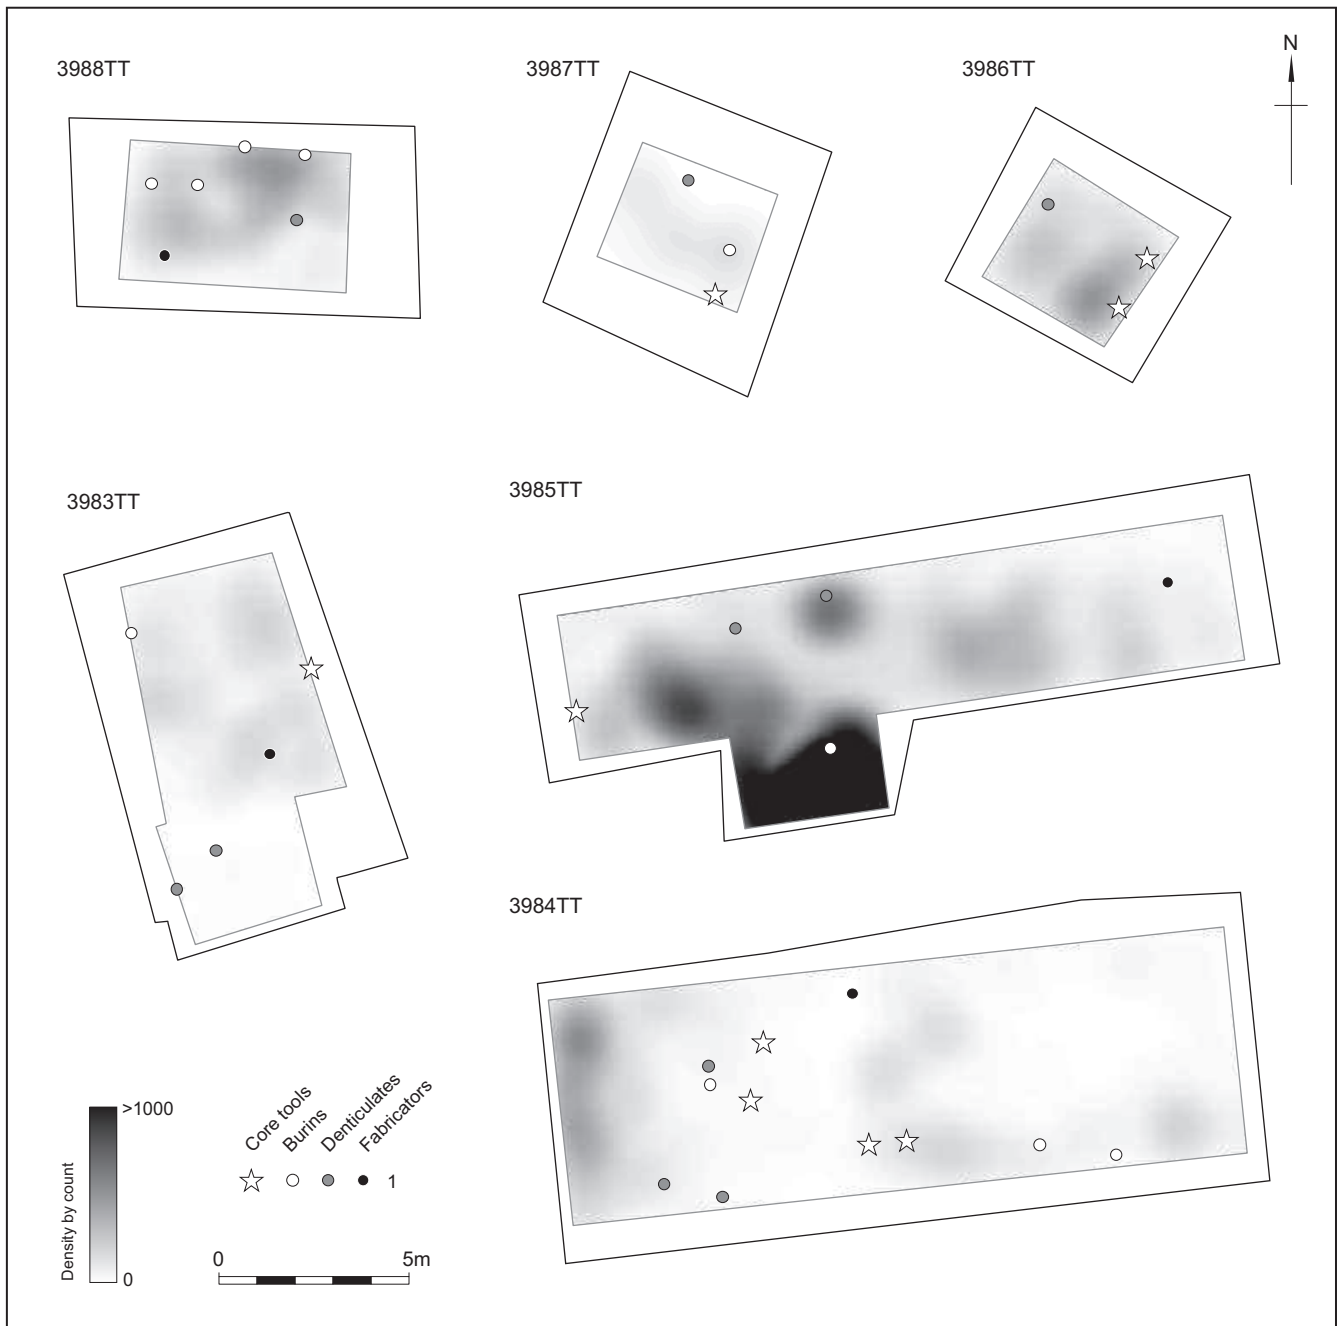 3988TT
3987TT
3986TT
N
3983TT
3985TT
3984TT
Density by count
>1000
0
Core tools
Burins
Denticulates
Fabricators
1
0 5m